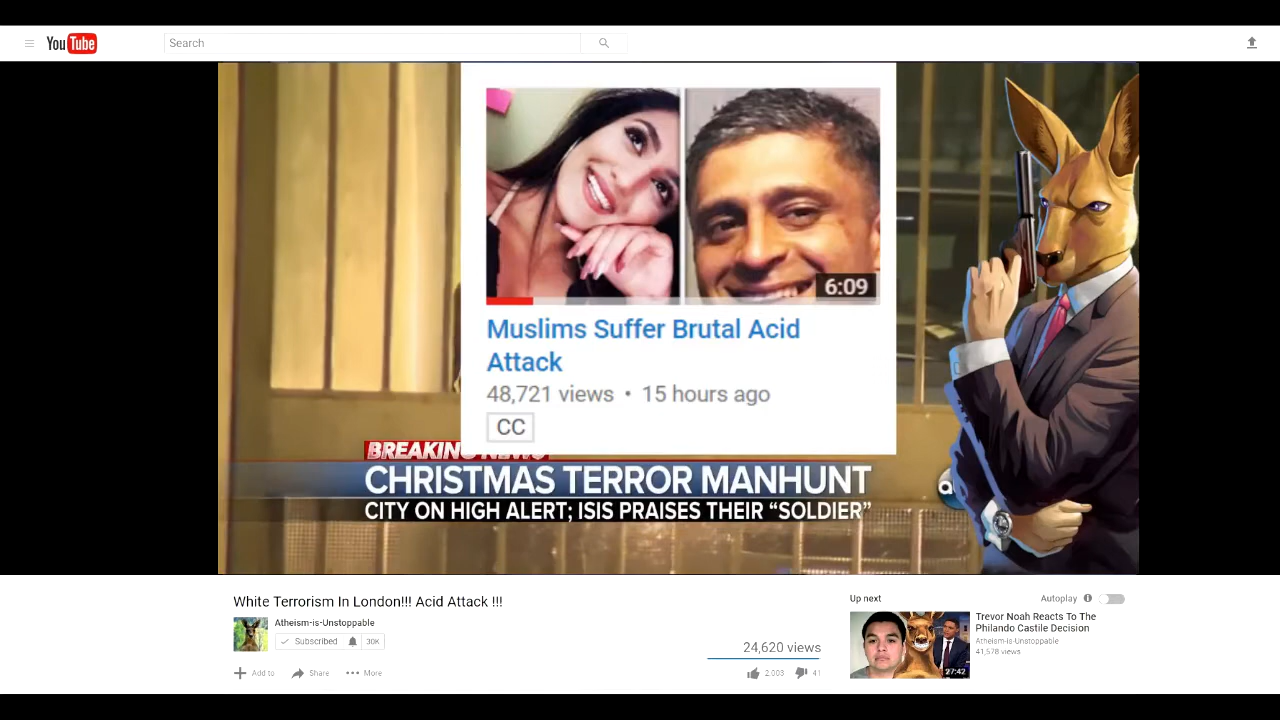 YouTube
Search
6:09
Muslims Suffer Brutal Acid
Attack
48,721 views • 15 hours ago
CC
CHRISTMAS TERROR MANHUNT
CITY ON HIGH ALERT; ISIS PRAISES THEIR “SOLDIER”
White Terrorism In London!!! Acid Attack !!!
Atheism-is-Unstoppable
Subscribed 30K
24,620 views
Add to Share More
2,003 41
Up next Autoplay
Trevor Noah Reacts To The
Philando Castile Decision
Atheism-is-Unstoppable
41,578 views
27:42